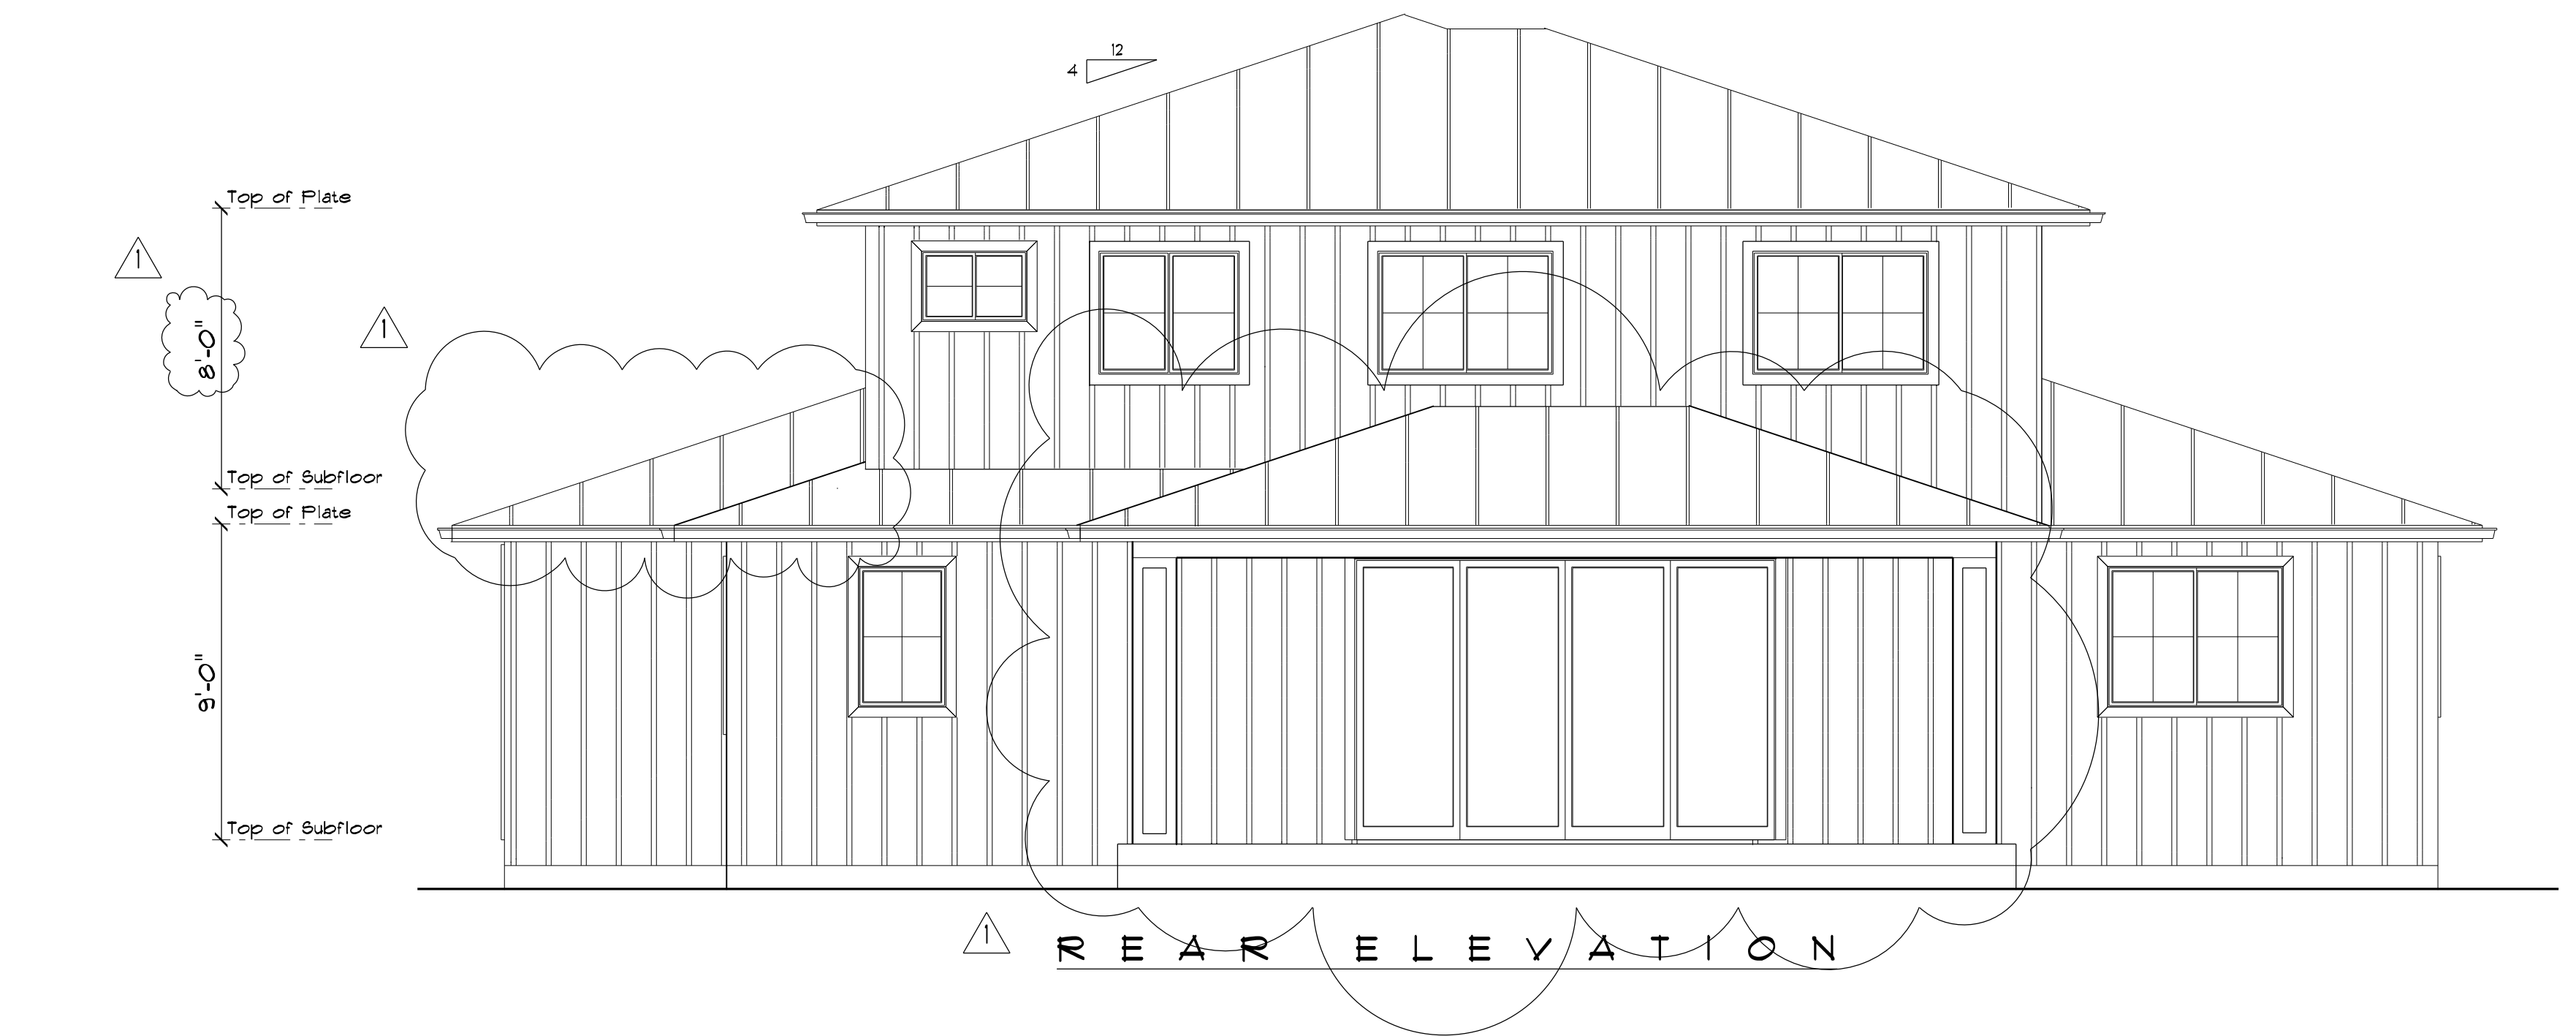 12
4
Top of Plate
1
8'-0"
1
Top of Subfloor
Top of Plate
9'-0"
Top of Subfloor
1
REAR ELEVATION